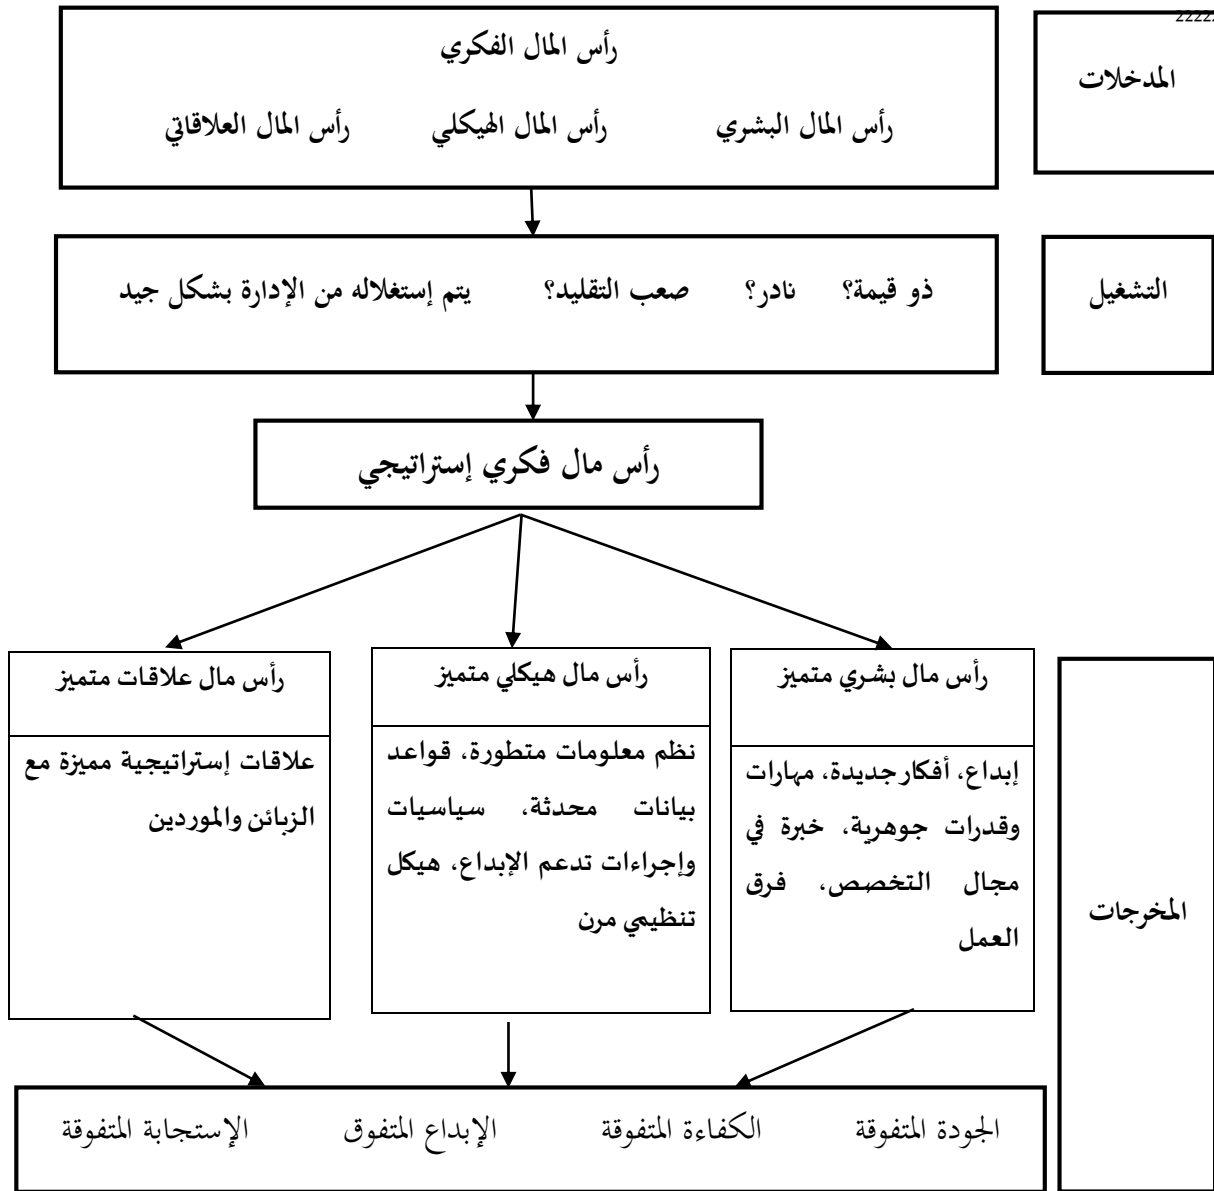 22222
رأس المال الفكري
المدخلات
رأس المال البشري رأس المال الهيكلي رأس المال العلاقاتي
التشغيل
ذو قيمة؟ نادر؟ صعب التقليد؟ يتم إستغلاله من الإدارة بشكل جيد
رأس مال فكري إستراتيجي
رأس مال بشري متميز
إبداع، أفكار جديدة، مهارات
وقدرات جوهرية، خبرة في
مجال التخصص، فرق
العمل
رأس مال هيكلي متميز
نظم معلومات متطورة، قواعد
بيانات محدثة، سياسيات
وإجراءات تدعم الإبداع، هيكل
تنظيمي مرن
رأس مال علاقات متميز
علاقات إستراتيجية مميزة مع
الزبائن والموردين
المخرجات
الجودة المتفوقة الكفاءة المتفوقة الإبداع المتفوق الإستجابة المتفوقة